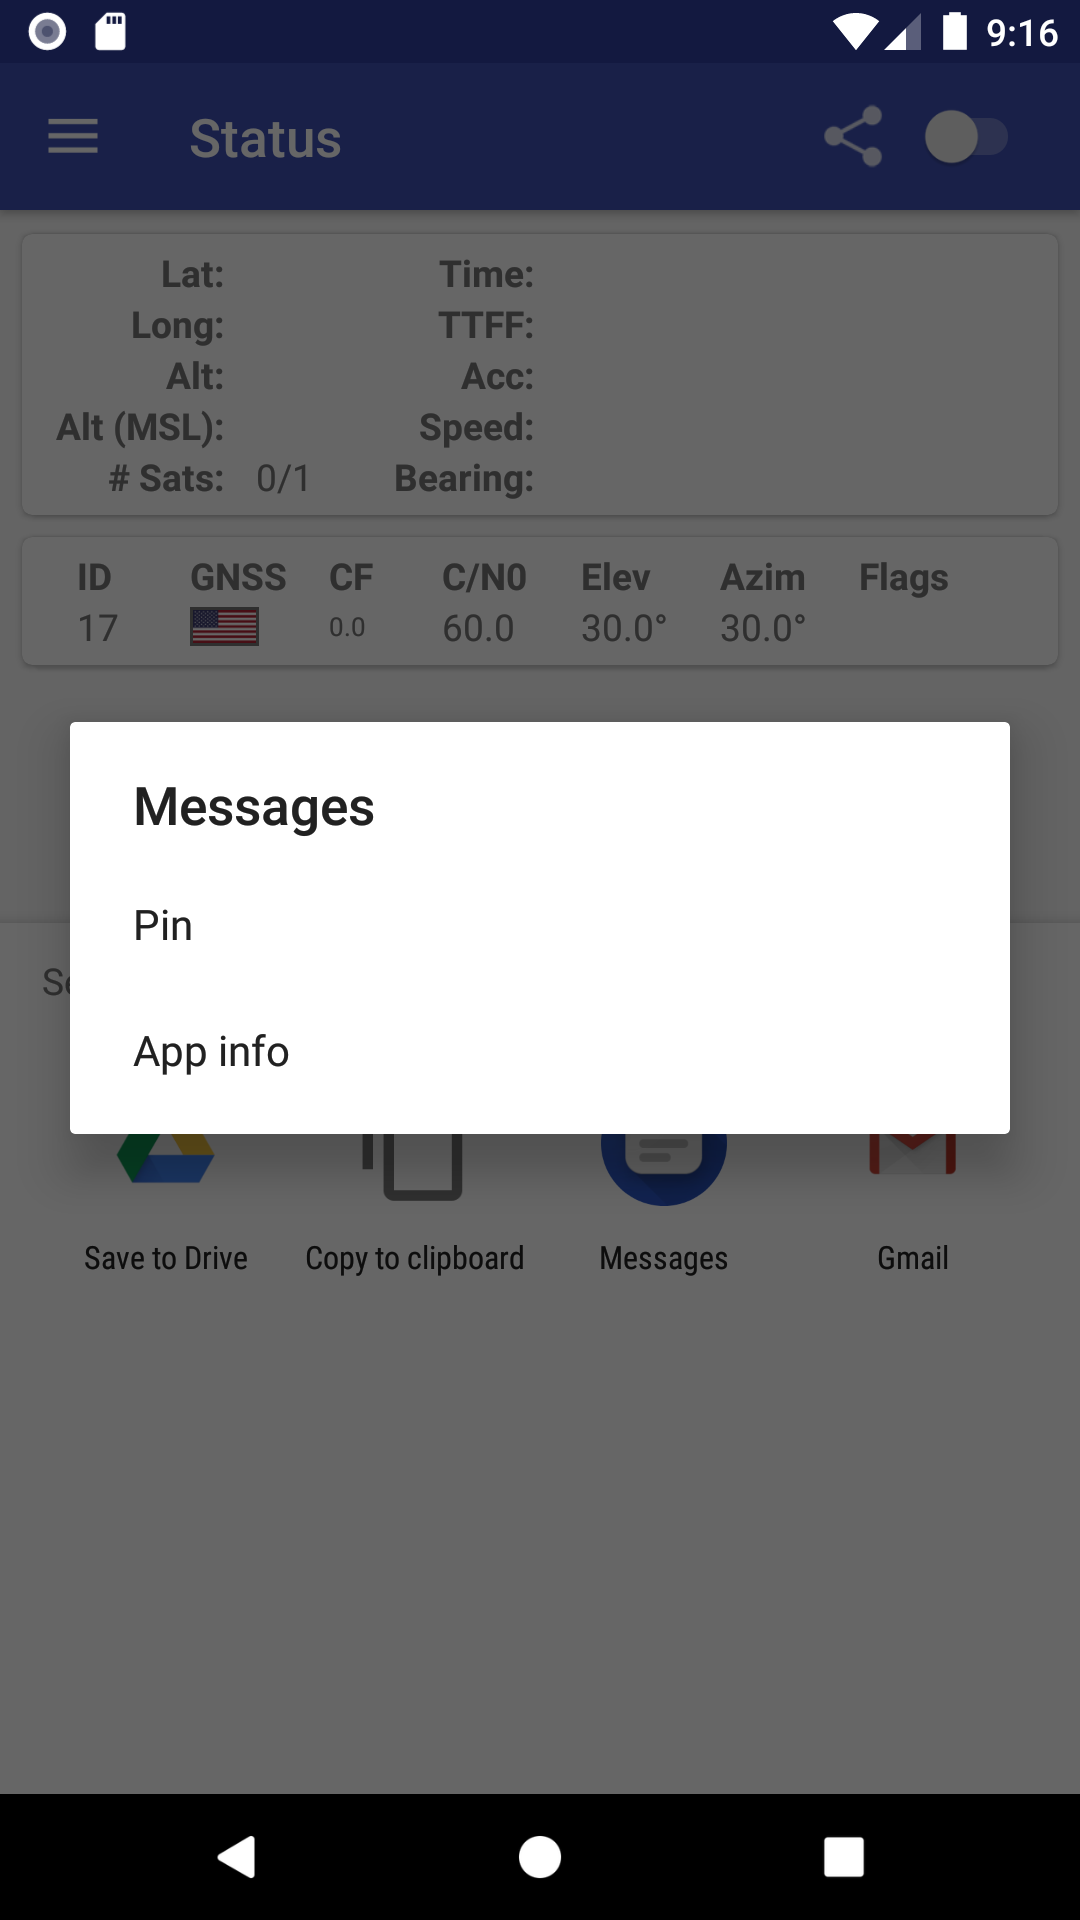 9:16
Status
Lat: Time:
Long: TTFF:
Alt: Acc:
Alt (MSL): Speed:
# Sats: 0/1 Bearing:
ID GNSS CF C/N0 Elev Azim Flags
17 0.0 60.0 30.0° 30.0°
Messages
Pin
App info
Save to Drive Copy to clipboard Messages Gmail